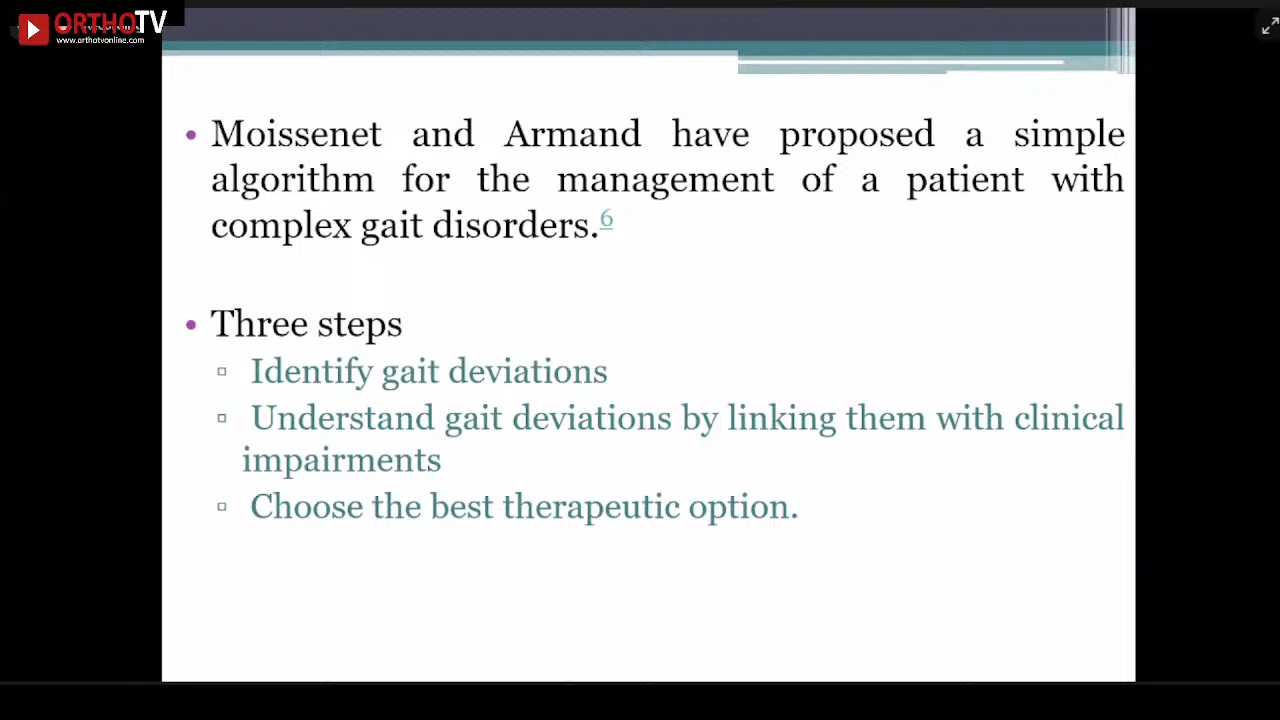 ORTHOTV
www.orthotvonline.com
• Moissenet and Armand have proposed a simple
algorithm for the management of a patient with
complex gait disorders.6
• Three steps
▫ Identify gait deviations
▫ Understand gait deviations by linking them with clinical
impairments
▫ Choose the best therapeutic option.